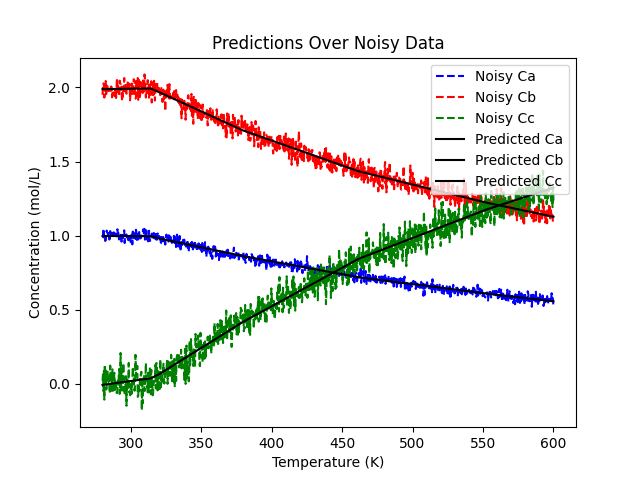 Predictions Over Noisy Data
Noisy Ca
Noisy Cb
Noisy Cc
Predicted Ca
Predicted Cb
Predicted Cc
Concentration (mol/L)
2.0
1.5
1.0
0.5
0.0
300
350
400
450
500
550
600
Temperature (K)